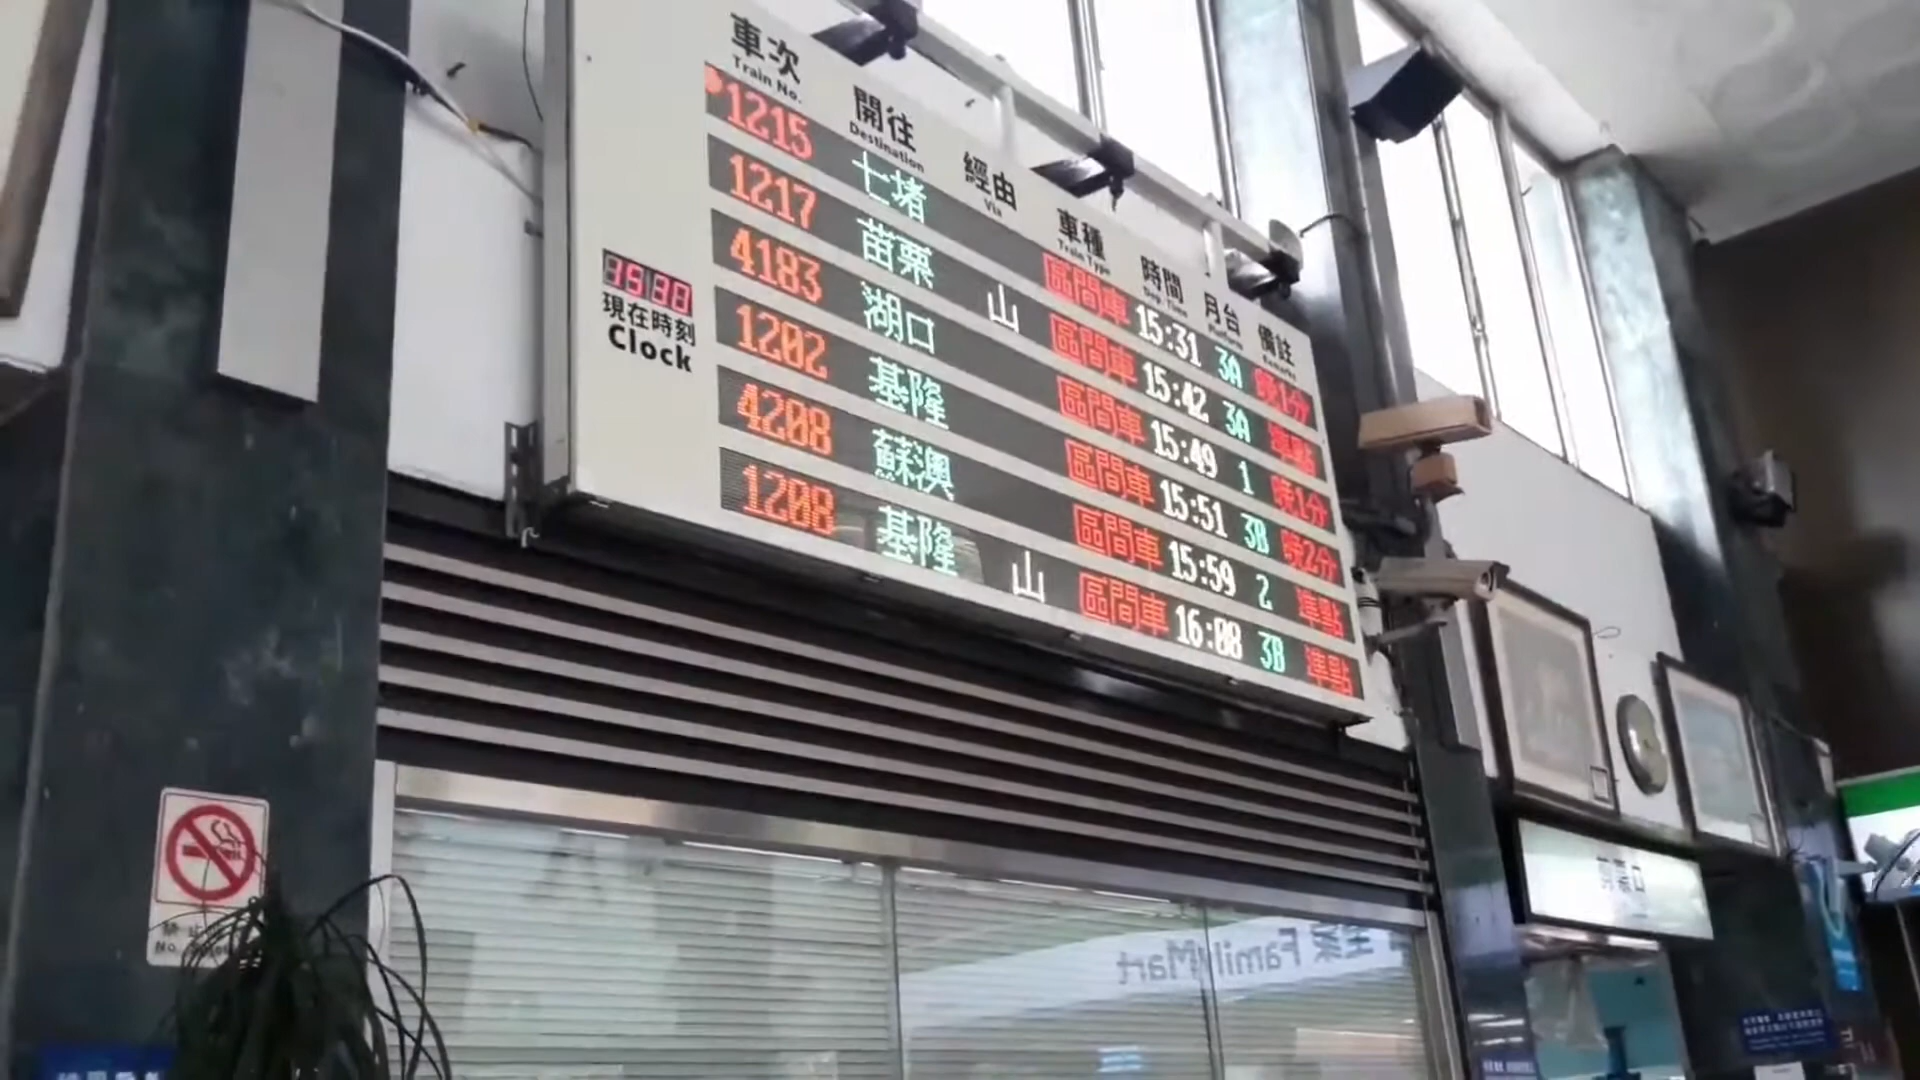 車次 開往 經由 車種 時間 月台 備註
Train No. Destination Via Train Type Dep. Time Platform Remarks
1215 七堵 區間車 15:31 3A 晚1分
1217 苗栗 山 區間車 15:42 3A 準點
4183 湖口 區間車 15:49 1 晚1分
1202 基隆 區間車 15:51 3B 晚2分
4208 蘇澳 區間車 15:59 2 準點
1208 基隆 山 區間車 16:08 3B 準點
現在時刻
Clock
剪票口
FamilyMart